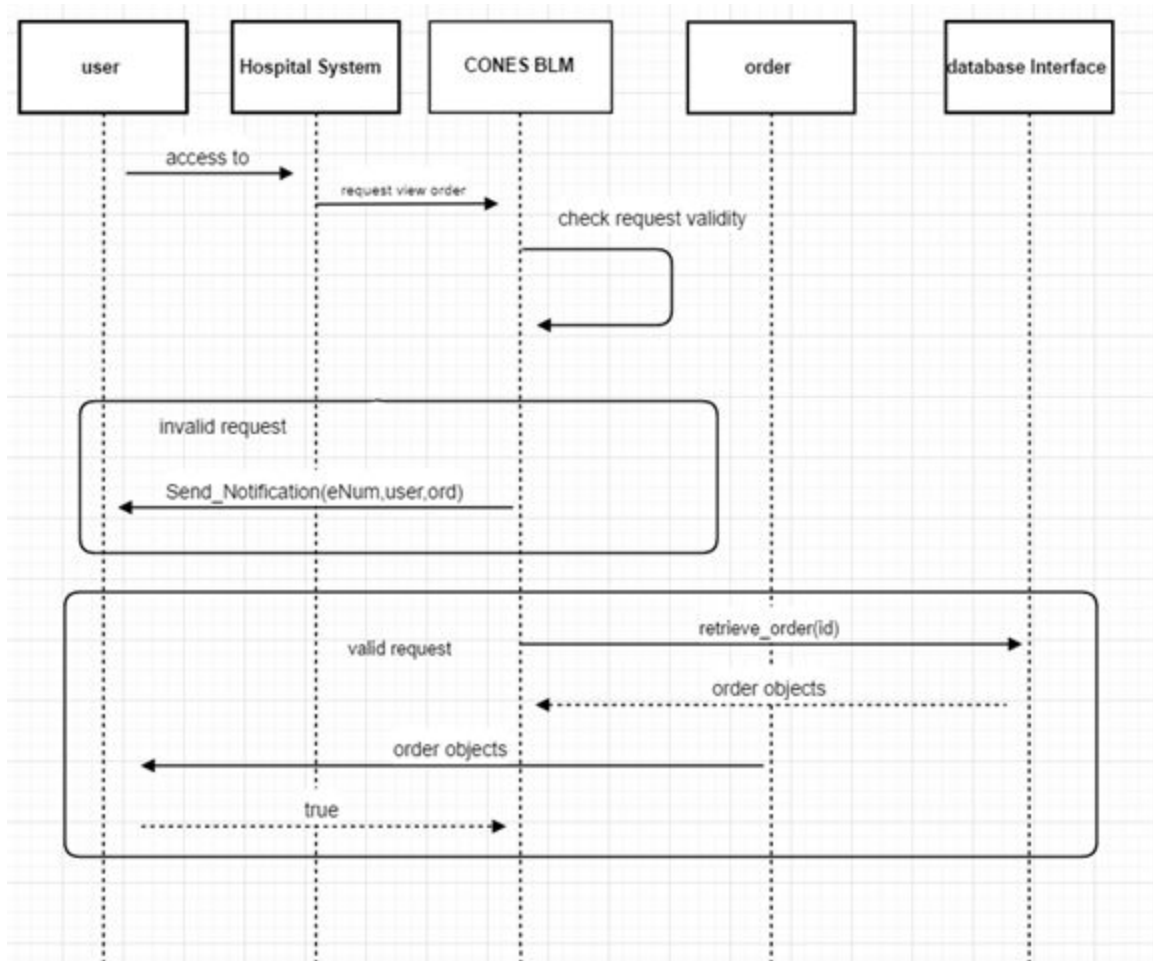 user
Hospital System
CONES BLM
order
database Interface
access to
request view order
check request validity
invalid request
Send_Notification(eNum,user,ord)
retrieve_order(id)
valid request
order objects
order objects
true